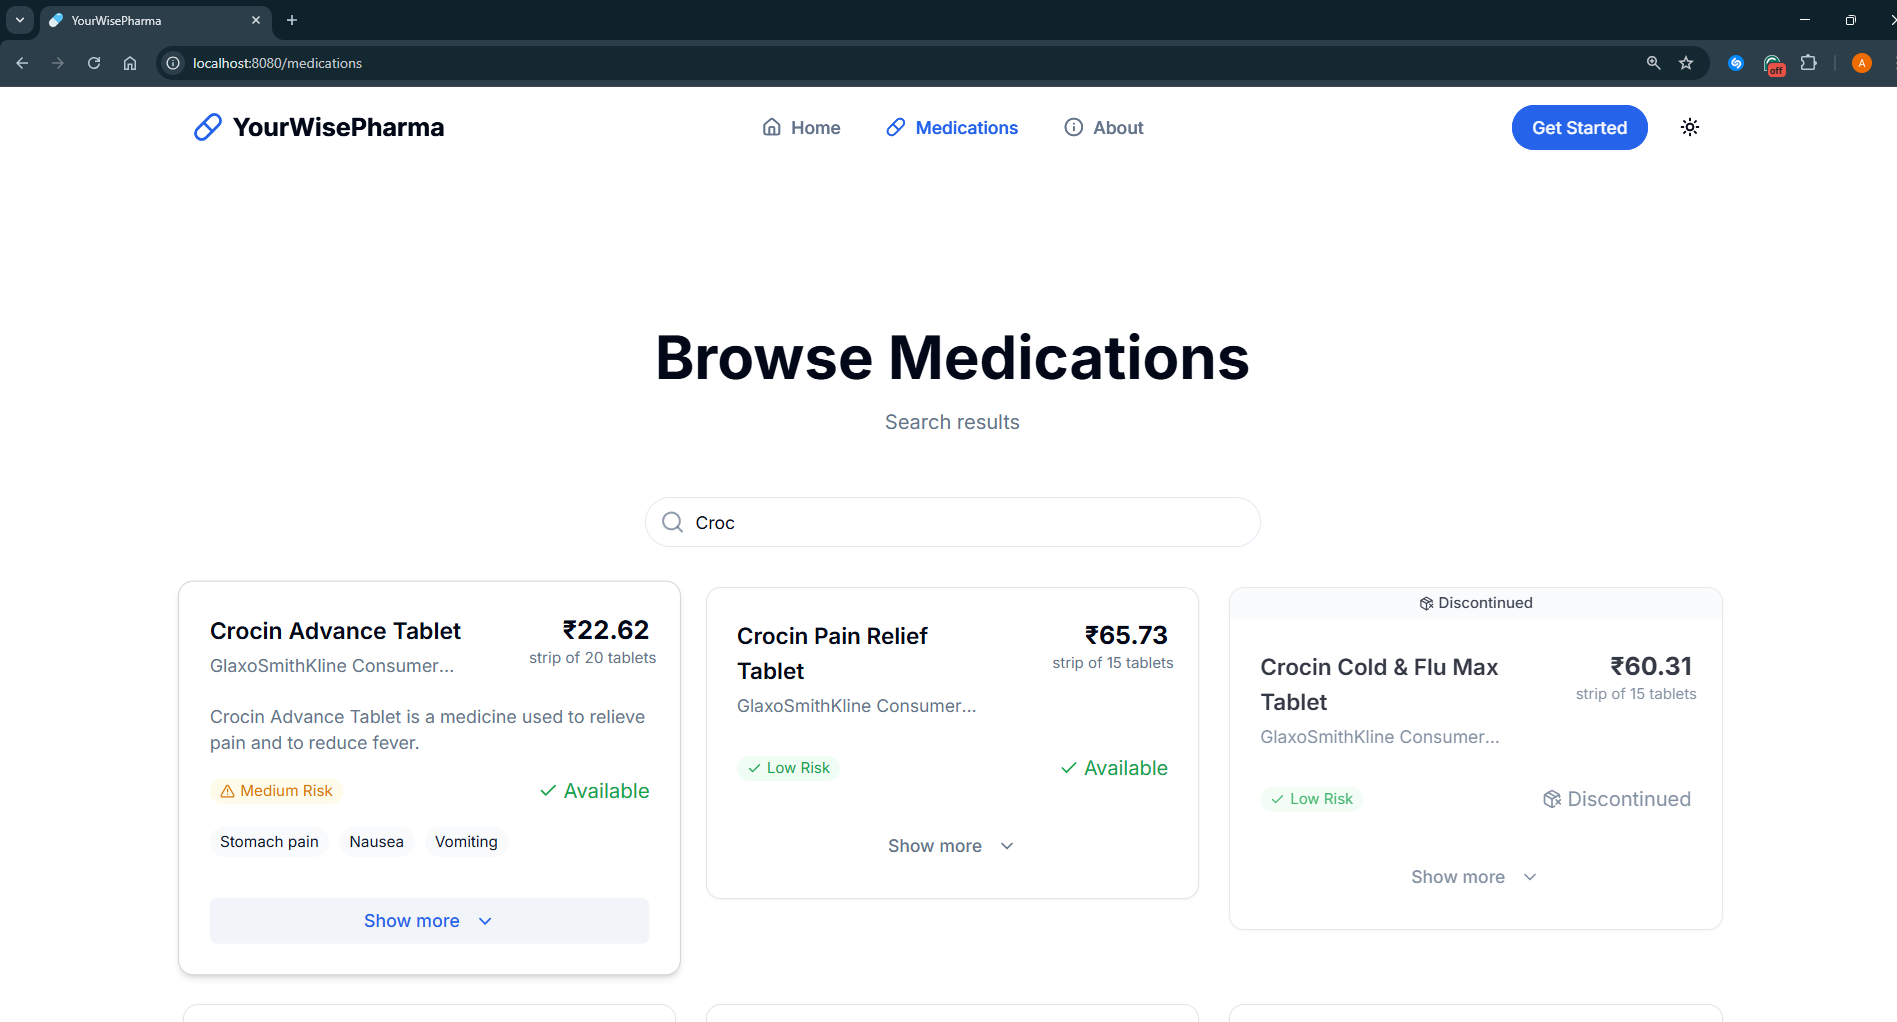 YourWisePharma
localhost:8080/medications
off
A
YourWisePharma
Home
Medications
About
Get Started
Browse Medications
Search results
Croc
Crocin Advance Tablet
₹22.62
GlaxoSmithKline Consumer...
strip of 20 tablets
Crocin Advance Tablet is a medicine used to relieve
pain and to reduce fever.
Medium Risk
Available
Stomach pain
Nausea
Vomiting
Show more
Crocin Pain Relief
Tablet
₹65.73
strip of 15 tablets
GlaxoSmithKline Consumer...
Low Risk
Available
Show more
Discontinued
Crocin Cold & Flu Max
Tablet
₹60.31
strip of 15 tablets
GlaxoSmithKline Consumer...
Low Risk
Discontinued
Show more